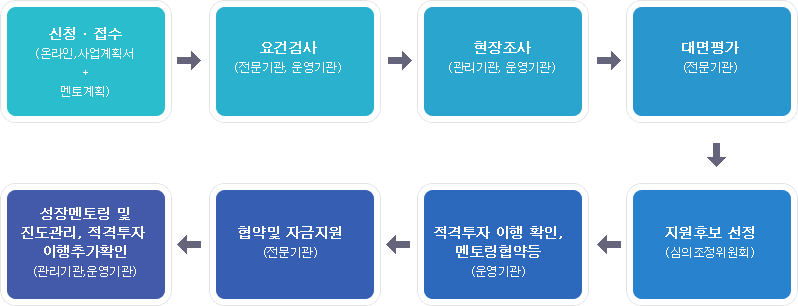 신청 · 접수
(온라인,사업계획서
+
멘토계획)
요건검사
(전문기관, 운영기관)
현장조사
(관리기관, 운영기관)
대면평가
(전문기관)
성장멘토링 및
진도관리, 적격투자
이행추가확인
(관리기관,운영기관)
협약및 자금지원
(전문기관)
적격투자 이행 확인,
멘토링협약등
(운영기관)
지원후보 선정
(심의조정위원회)